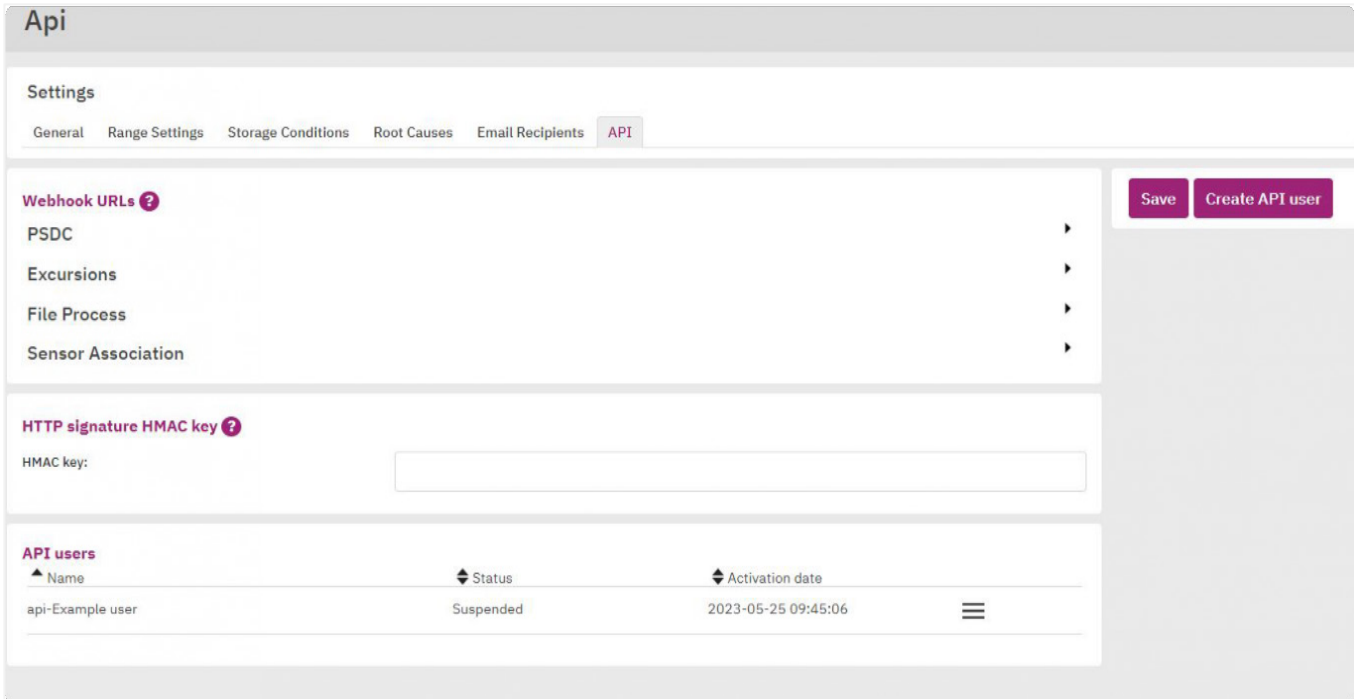 Api
Settings
General Range Settings Storage Conditions Root Causes Email Recipients API
Webhook URLs ?
Save Create API user
PSDC
Excursions
File Process
Sensor Association
HTTP signature HMAC key ?
HMAC key:
API users
Name Status Activation date
api-Example user Suspended 2023-05-25 09:45:06